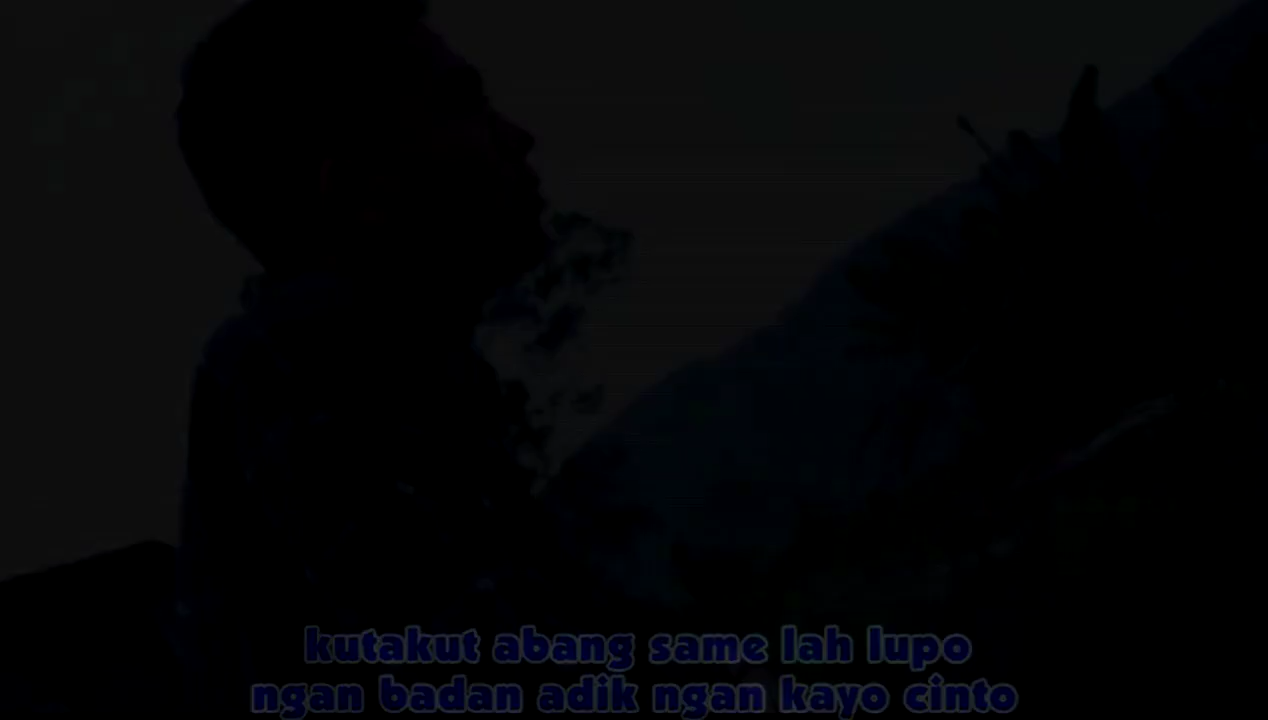 kutakut abang same lah lupo
ngan badan adik ngan kayo cinto